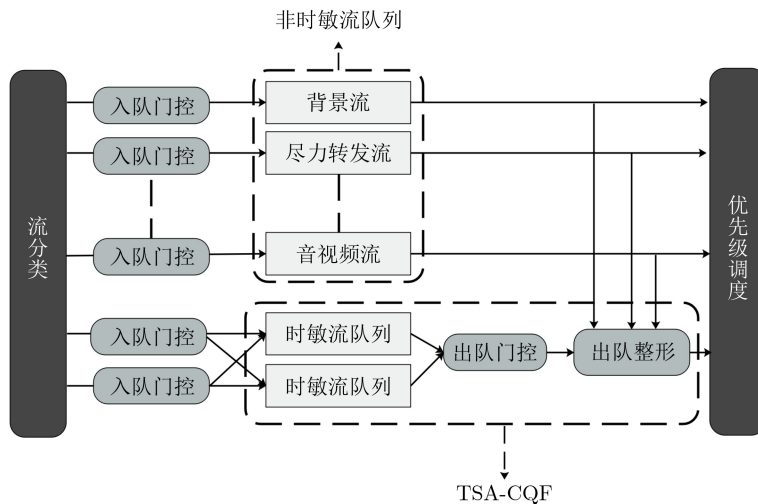 非时敏流队列
流分类
入队门控
背景流
入队门控
尽力转发流
入队门控
音视频流
入队门控
时敏流队列
入队门控
时敏流队列
出队门控
出队整形
优先级调度
TSA-CQF